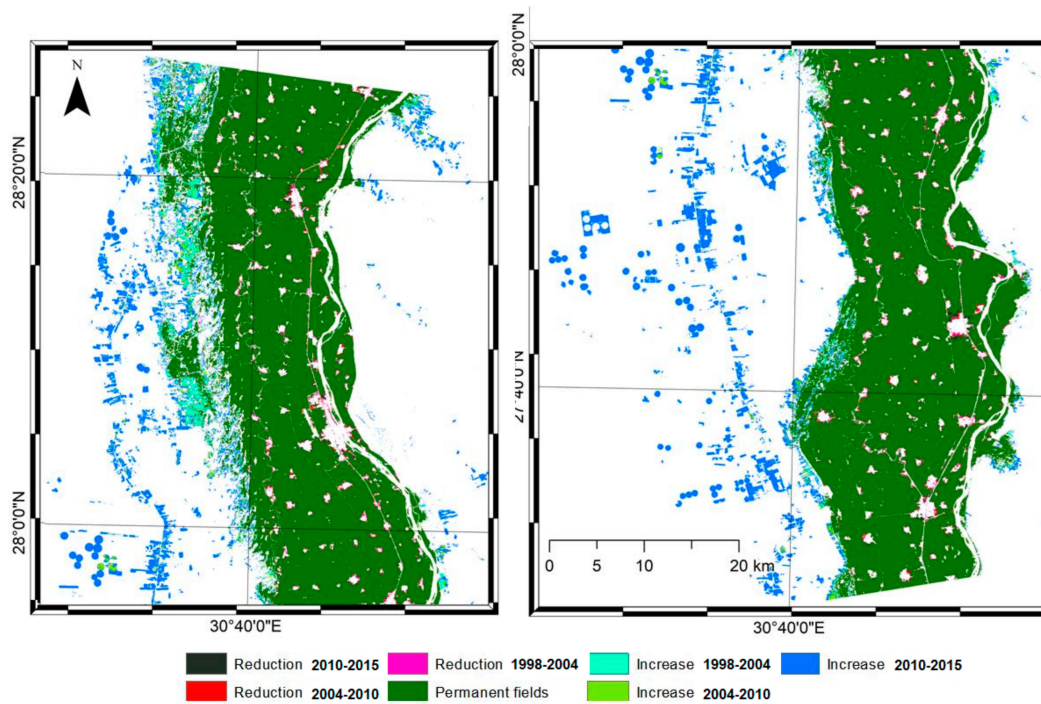 N
28°20'0"N
28°0'0"N
30°40'0"E
28°0'0"N
27°40'0"N
0 5 10 20 km
30°40'0"E
Reduction 2010-2015 Reduction 1998-2004 Increase 1998-2004 Increase 2010-2015
Reduction 2004-2010 Permanent fields Increase 2004-2010